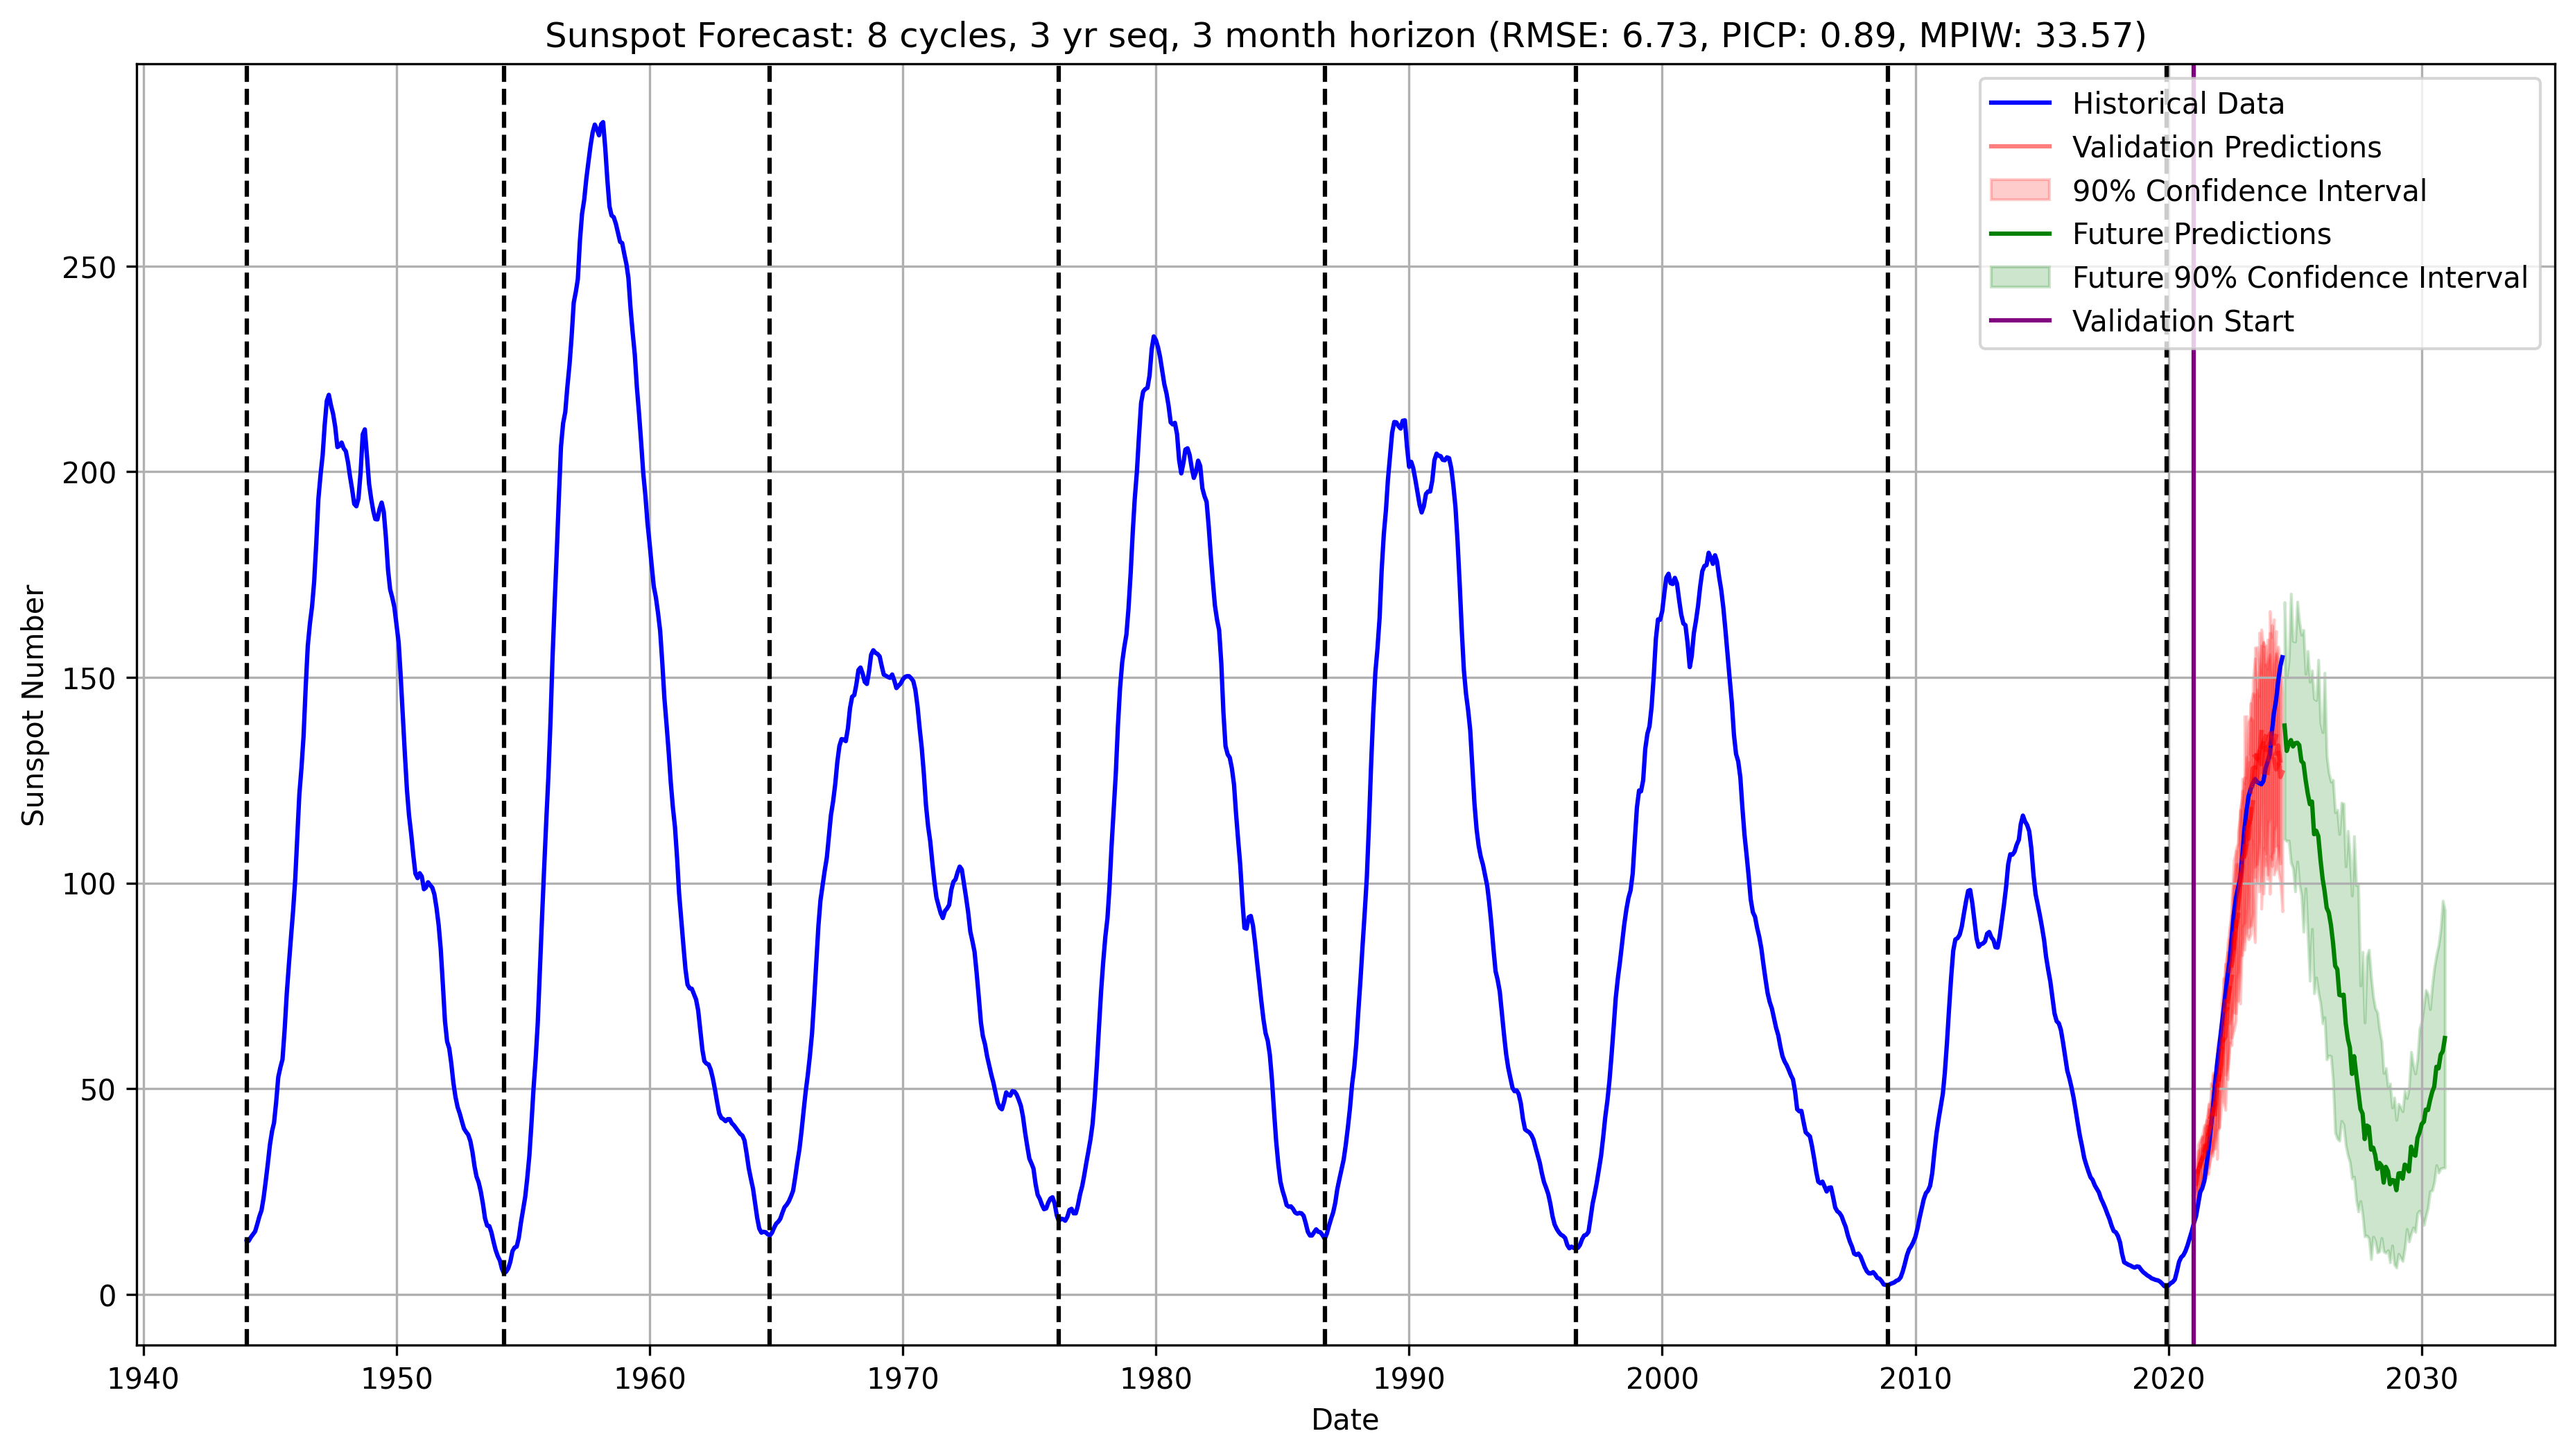 Sunspot Forecast: 8 cycles, 3 yr seq, 3 month horizon (RMSE: 6.73, PICP: 0.89, MPIW: 33.57)
Historical Data
Validation Predictions
90% Confidence Interval
Future Predictions
Future 90% Confidence Interval
Validation Start
Sunspot Number
250
200
150
100
50
0
1940 1950 1960 1970 1980 1990 2000 2010 2020 2030
Date